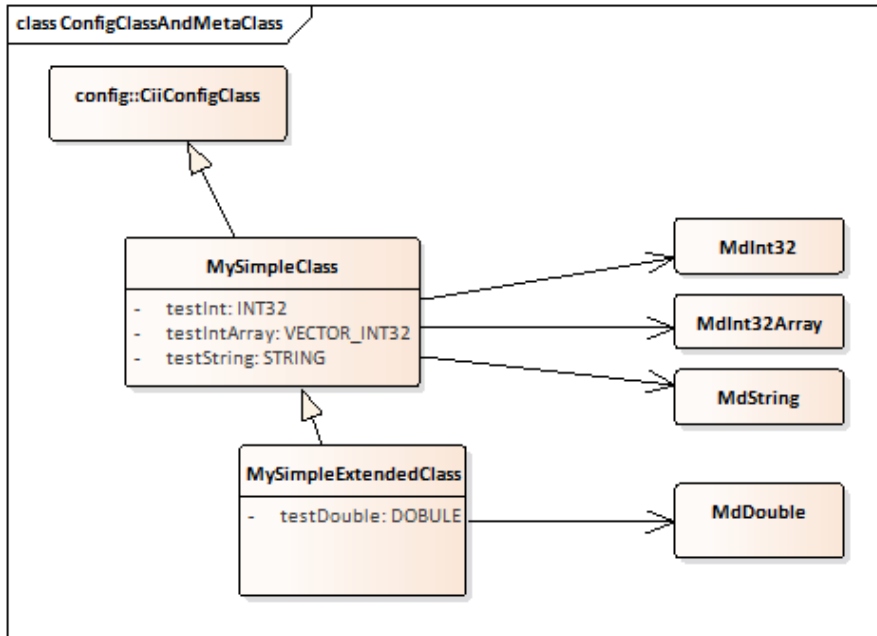 class ConfigClassAndMetaClass
config::CiiConfigClass
MySimpleClass
- testInt: INT32
- testIntArray: VECTOR_INT32
- testString: STRING
MdInt32
MdInt32Array
MdString
MySimpleExtendedClass
- testDouble: DOBULE
MdDouble